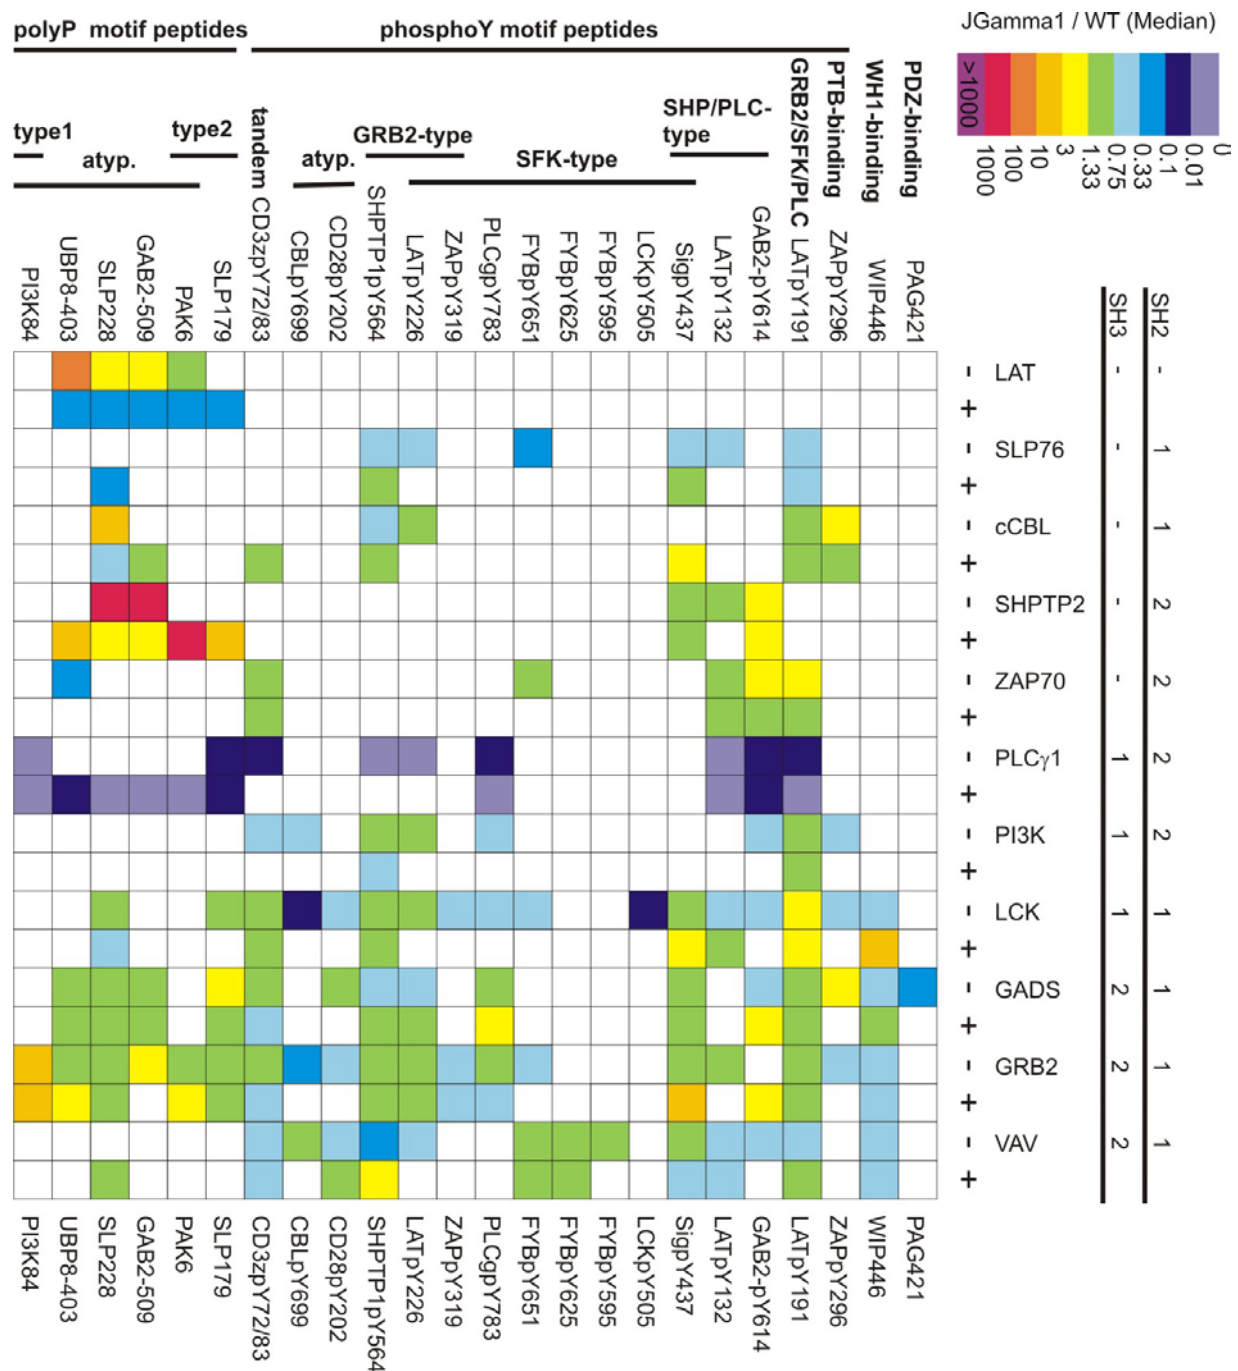 JGamma1 / WT (Median)
>1000
1000
100
10
3
1.33
0.75
0.33
0.1
0.01
polyP motif peptides
phosphoY motif peptides
type1
atyp.
type2
tandem
atyp.
GRB2-type
SFK-type
SHP/PLC-
type
GRB2/SFK/PLC
PTB-binding
WH1-binding
PDZ-binding
PI3K84
UBP8-403
SLP228
GAB2-509
PAK6
SLP179
CD3zpY72/83
CBLpY699
CD28pY202
SHPTP1pY564
LATpY226
ZAPpY319
PLCgpY783
FYBpY651
FYBpY625
FYBpY595
LCKpY505
SigpY437
LATpY132
GAB2-pY614
LATpY191
ZAPpY296
WIP446
PAG421
SH3
SH2
- LAT - -
+
- SLP76 - 1
+
- cCBL - 1
+
- SHPTP2 - 2
+
- ZAP70 - 2
+
- PLCγ1 1 2
+
- PI3K 1 2
+
- LCK 1 1
+
- GADS 2 1
+
- GRB2 2 1
+
- VAV 2 1
+
PI3K84
UBP8-403
SLP228
GAB2-509
PAK6
SLP179
CD3zpY72/83
CBLpY699
CD28pY202
SHPTP1pY564
LATpY226
ZAPpY319
PLCgpY783
FYBpY651
FYBpY625
FYBpY595
LCKpY505
SigpY437
LATpY132
GAB2-pY614
LATpY191
ZAPpY296
WIP446
PAG421